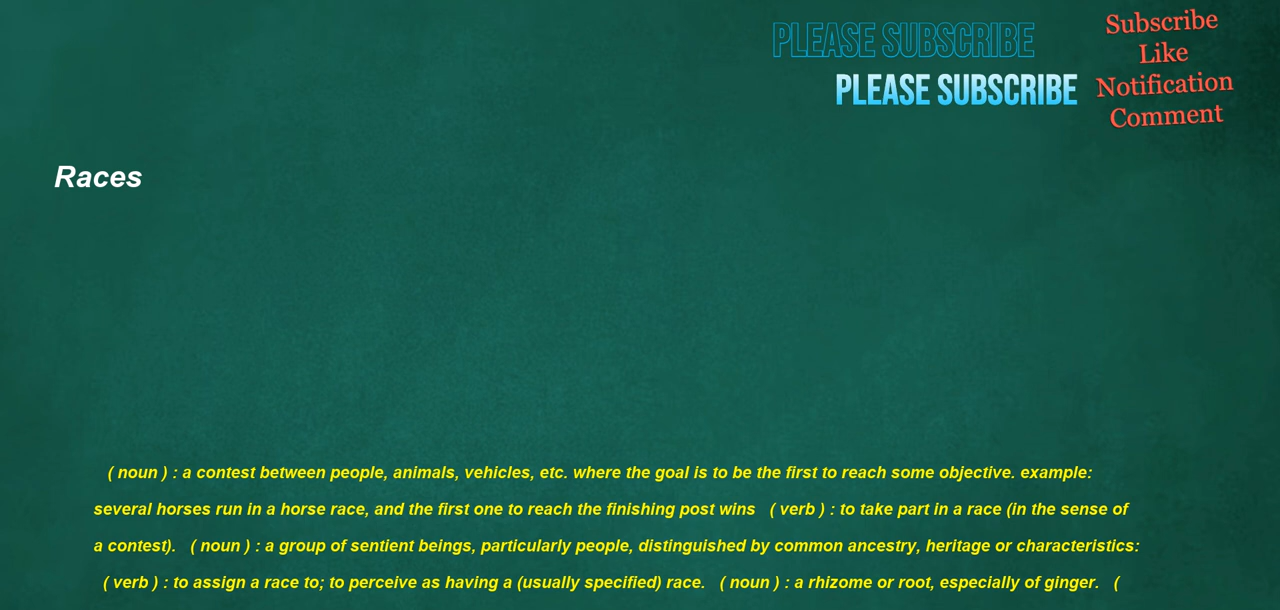 PLEASE SUBSCRIBE
PLEASE SUBSCRIBE
Subscribe
Like
Notification
Comment
Races
( noun ) : a contest between people, animals, vehicles, etc. where the goal is to be the first to reach some objective. example:
several horses run in a horse race, and the first one to reach the finishing post wins ( verb ) : to take part in a race (in the sense of
a contest). ( noun ) : a group of sentient beings, particularly people, distinguished by common ancestry, heritage or characteristics:
( verb ) : to assign a race to; to perceive as having a (usually specified) race. ( noun ) : a rhizome or root, especially of ginger. (